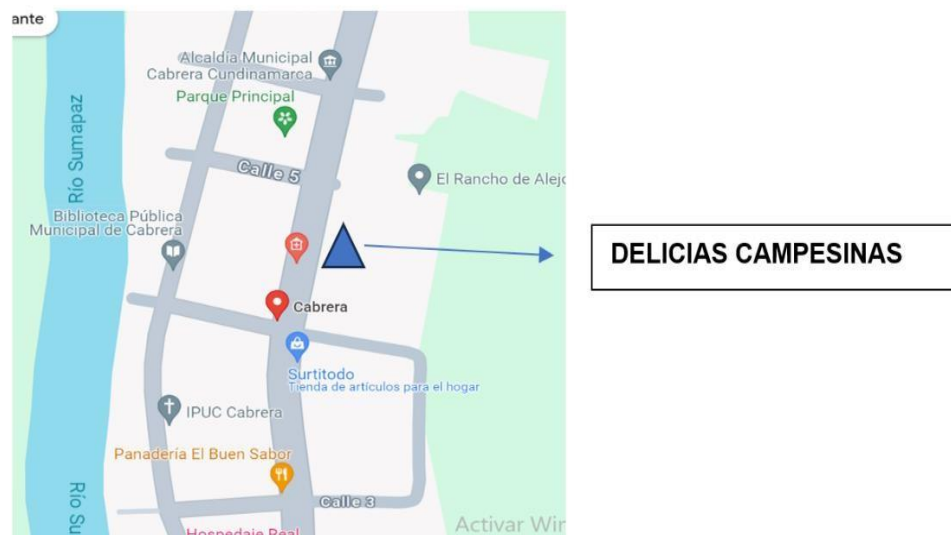 ante
Alcaldía Municipal
Cabrera Cundinamarca
Parque Principal
Río Sumapaz
Calle 5
El Rancho de Alejo
Biblioteca Pública
Municipal de Cabrera
DELICIAS CAMPESINAS
Cabrera
Surtitodo
Tienda de artículos para el hogar
IPUC Cabrera
Panadería El Buen Sabor
Calle 3
Río Su
Hospedaje Real
Activar Wir